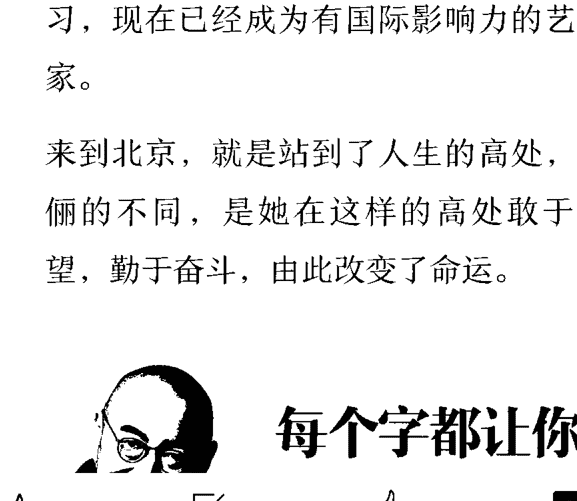 习，现在已经成为有国际影响力的艺
家。
来到北京，就是站到了人生的高处，
俪的不同，是她在这样的高处敢于
望，勤于奋斗，由此改变了命运。
每个字都让你